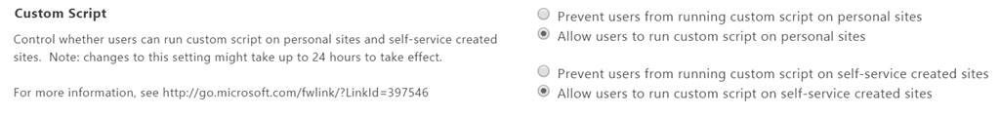 Custom Script
Control whether users can run custom script on personal sites and self-service created
sites.  Note: changes to this setting might take up to 24 hours to take effect.
For more information, see http://go.microsoft.com/fwlink/?LinkId=397546
Prevent users from running custom script on personal sites
Allow users to run custom script on personal sites
Prevent users from running custom script on self-service created sites
Allow users to run custom script on self-service created sites